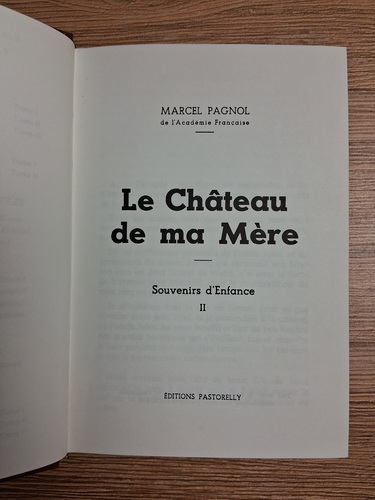 MARCEL PAGNOL
de l'Académie Française
Le Château
de ma Mère
Souvenirs d'Enfance
II
ÉDITIONS PASTORELLY